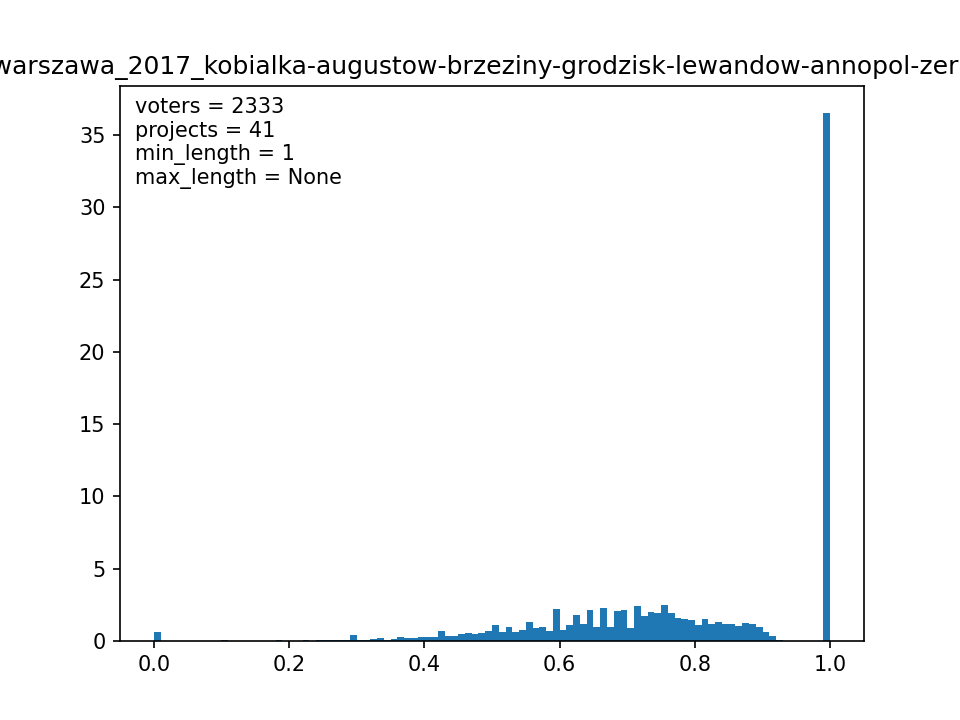 warszawa_2017_kobialka-augustow-brzeziny-grodzisk-lewandow-annopol-zer
voters = 2333
projects = 41
min_length = 1
max_length = None
35
30
25
20
15
10
5
0
0.0 0.2 0.4 0.6 0.8 1.0